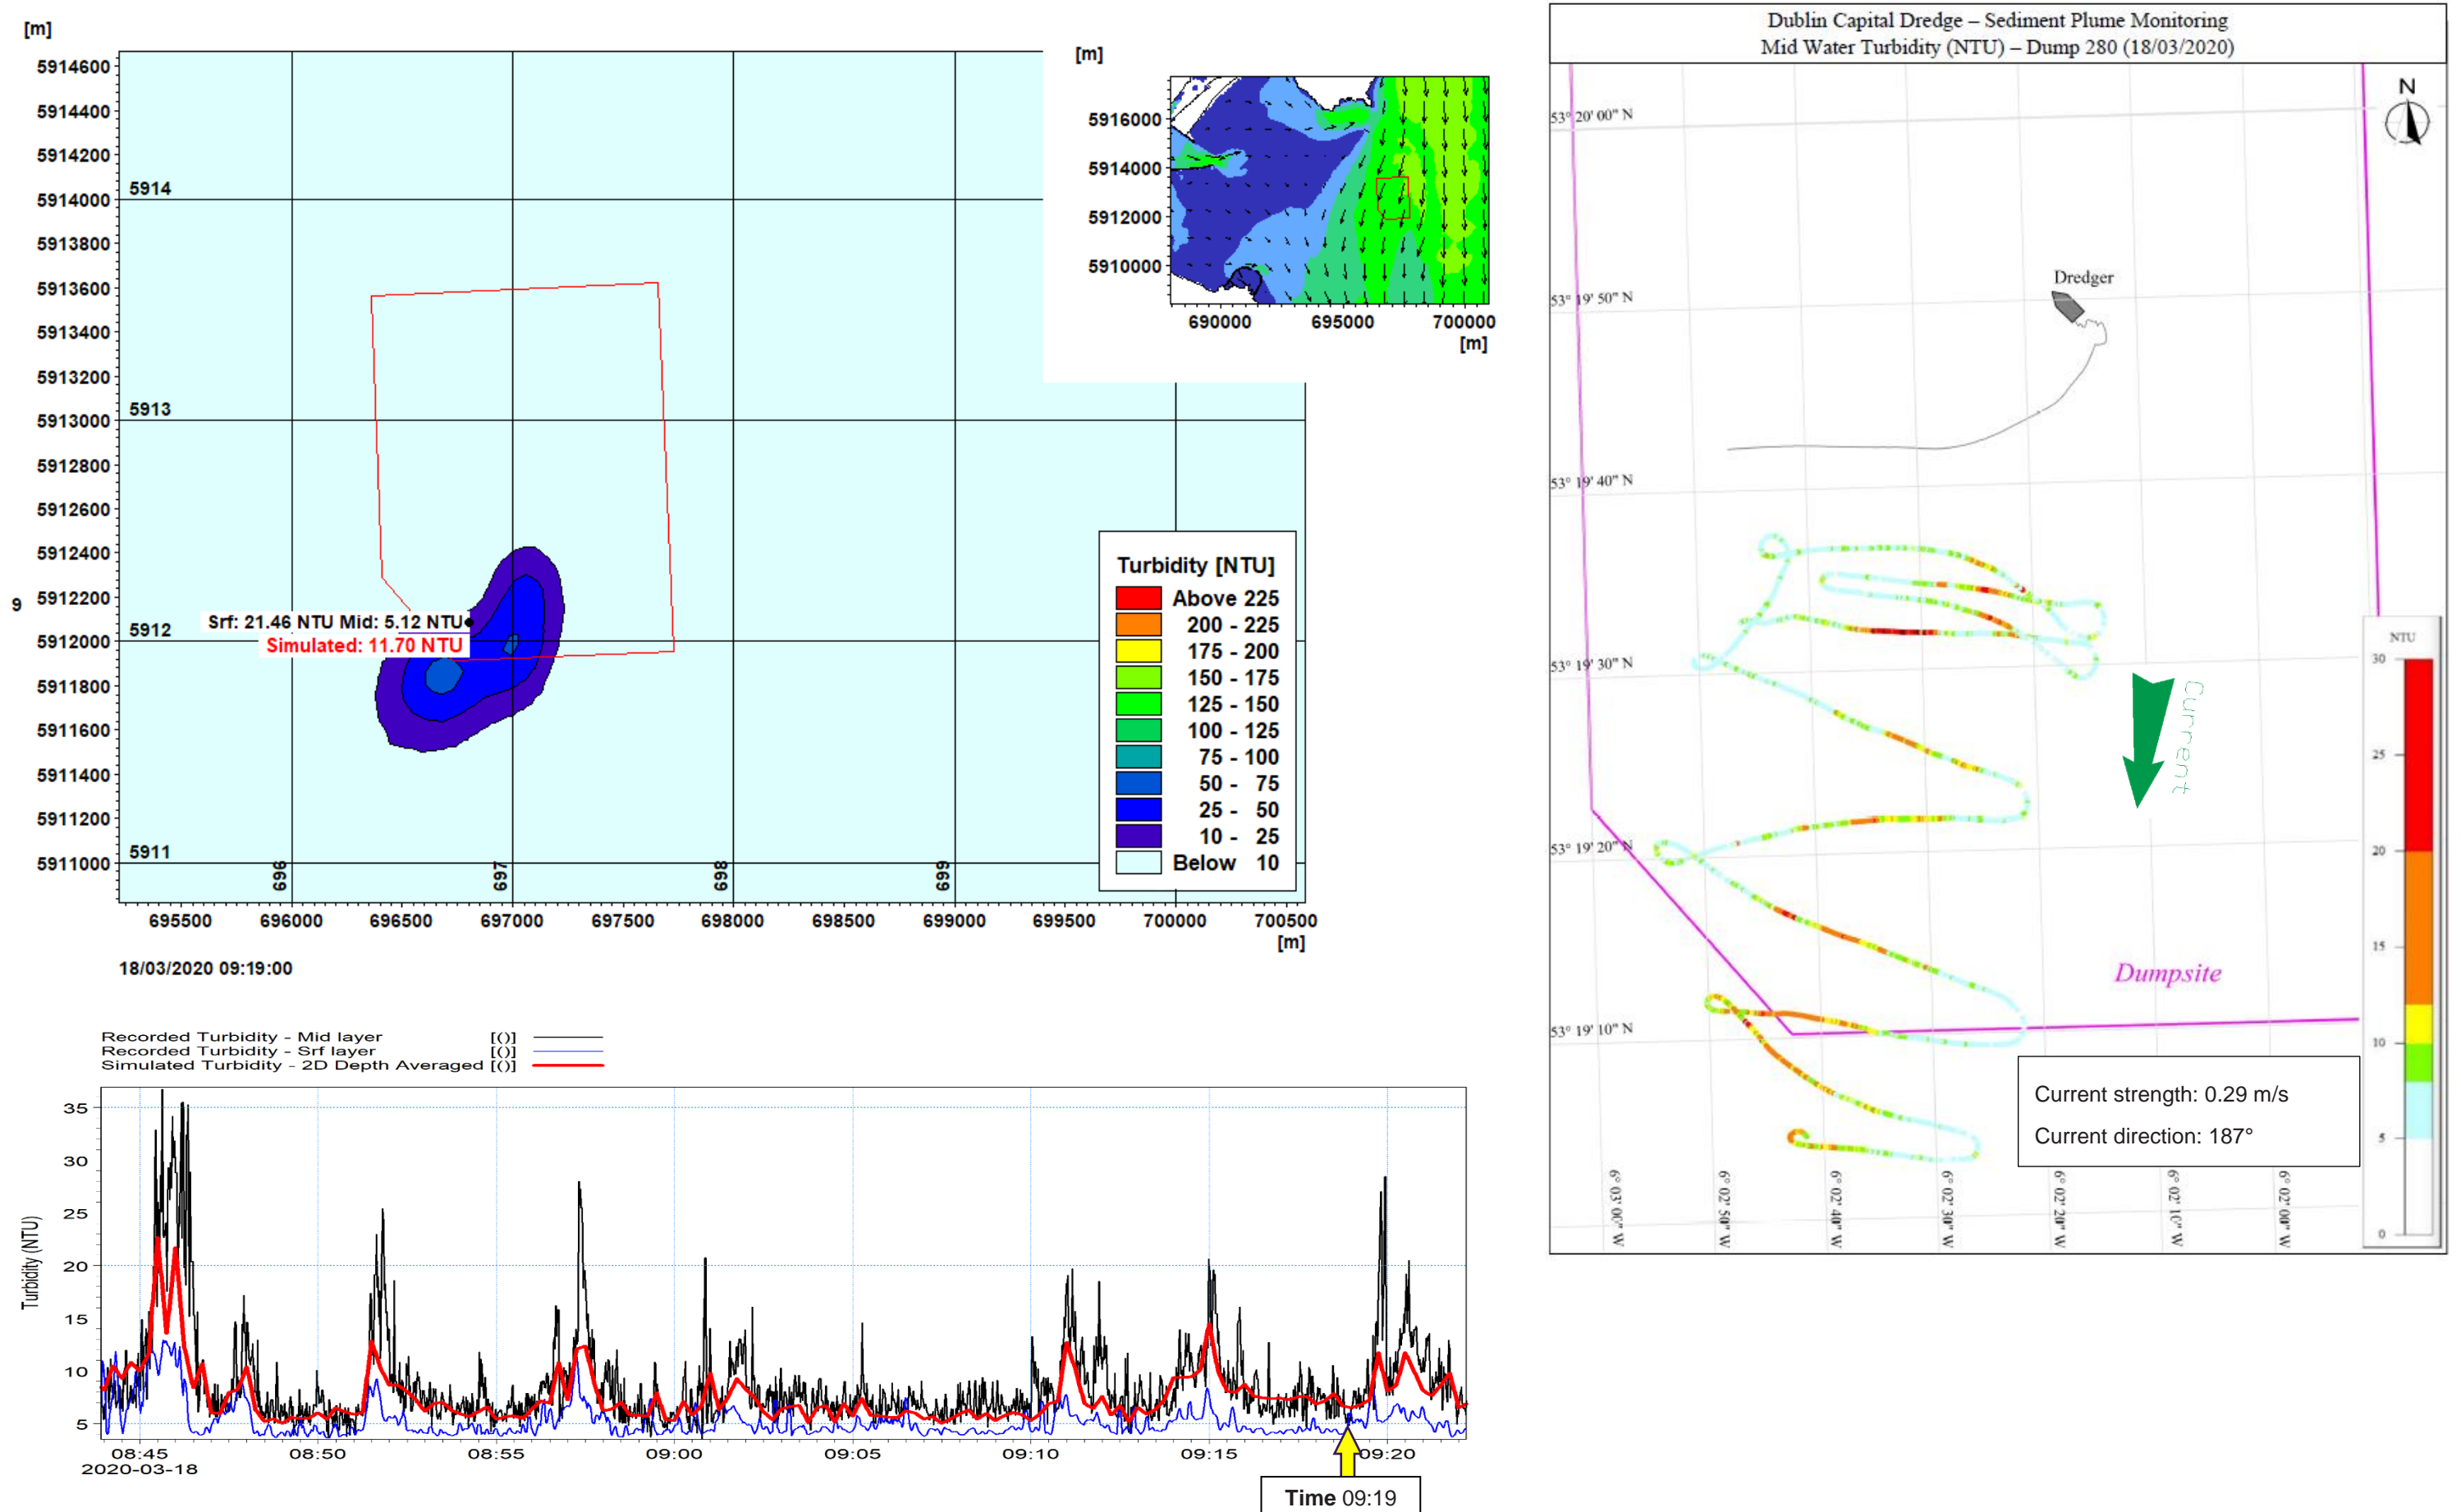 [m]
5914600
5914400
5914200
5914000
5913800
5913600
5913400
5913200
5913000
5912800
5912600
5912400
5912200
5912000
5911800
5911600
5911400
5911200
5911000
9
5914
5913
5912
5911
696
697
698
699
Srf: 21.46 NTU Mid: 5.12 NTU
Simulated: 11.70 NTU
695500 696000 696500 697000 697500 698000 698500 699000 699500 700000 700500
[m]
18/03/2020 09:19:00
Turbidity [NTU]
Above 225
200 - 225
175 - 200
150 - 175
125 - 150
100 - 125
75 - 100
50 - 75
25 - 50
10 - 25
Below 10
[m]
5916000
5914000
5912000
5910000
690000 695000 700000
[m]
Dublin Capital Dredge – Sediment Plume Monitoring
Mid Water Turbidity (NTU) – Dump 280 (18/03/2020)
N
53° 20' 00" N
Dredger
53° 19' 50" N
53° 19' 40" N
53° 19' 30" N
Current
53° 19' 20" N
Dumpsite
53° 19' 10" N
Current strength: 0.29 m/s
Current direction: 187°
6° 03' 00" W
6° 02' 50" W
6° 02' 40" W
6° 02' 30" W
6° 02' 20" W
6° 02' 10" W
6° 02' 00" W
NTU
30
25
20
15
10
5
0
Recorded Turbidity - Mid layer [()]
Recorded Turbidity - Srf layer [()]
Simulated Turbidity - 2D Depth Averaged [()]
Turbidity (NTU)
35
30
25
20
15
10
5
08:45 08:50 08:55 09:00 09:05 09:10 09:15 09:20
2020-03-18
Time 09:19